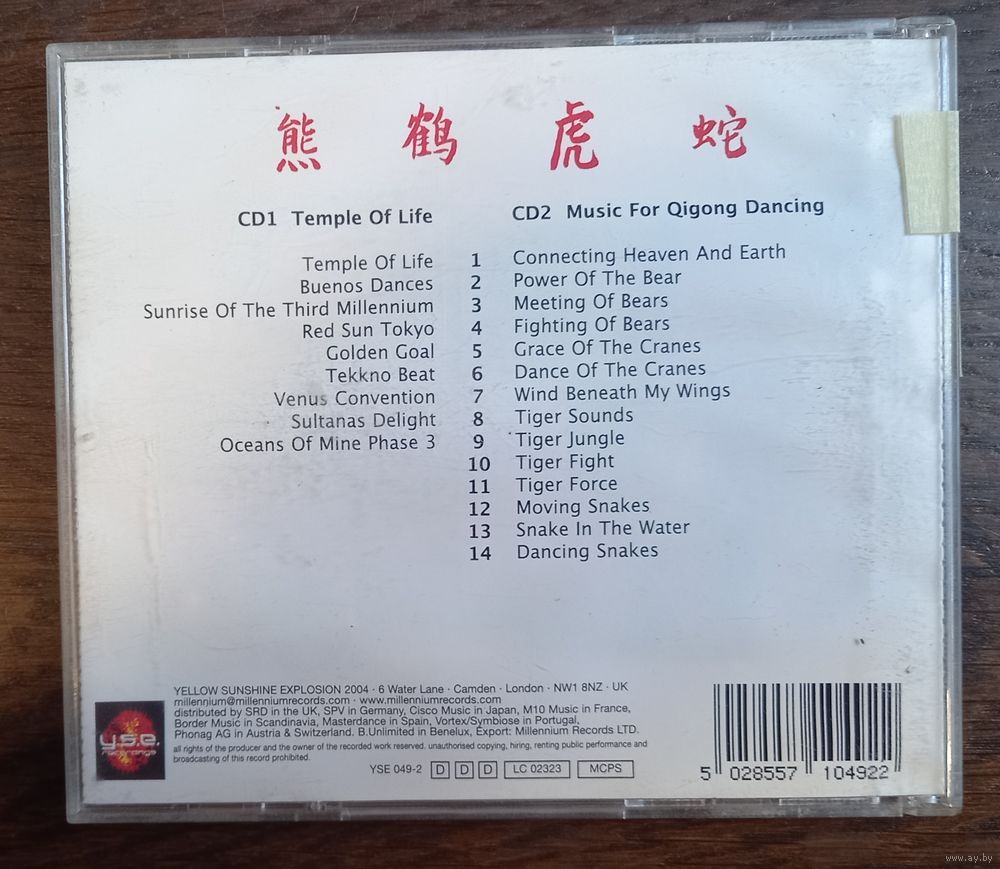 熊 鶴 虎 蛇
CD1 Temple Of Life
CD2 Music For Qigong Dancing
Temple Of Life 1 Connecting Heaven And Earth
Buenos Dances 2 Power Of The Bear
Sunrise Of The Third Millennium 3 Meeting Of Bears
Red Sun Tokyo 4 Fighting Of Bears
Golden Goal 5 Grace Of The Cranes
Tekkno Beat 6 Dance Of The Cranes
Venus Convention 7 Wind Beneath My Wings
Sultanas Delight 8 Tiger Sounds
Oceans Of Mine Phase 3 9 Tiger Jungle
10 Tiger Fight
11 Tiger Force
12 Moving Snakes
13 Snake In The Water
14 Dancing Snakes
YELLOW SUNSHINE EXPLOSION 2004 · 6 Water Lane · Camden · London · NW1 8NZ · UK
millennium@millenniumrecords.com · www.millenniumrecords.com
distributed by SRD in the UK, SPV in Germany, Cisco Music in Japan, M10 Music in France,
Border Music in Scandinavia, Masterdance in Spain, Vortex/Symbiose in Portugal,
Phonag AG in Austria & Switzerland. B.Unlimited in Benelux, Export: Millennium Records LTD.
all rights of the producer and the owner of the recorded work reserved. unauthorised copying, hiring, renting public performance and
broadcasting of this record prohibited.
y.s.e.
recordings
YSE 049-2 D D D LC 02323 MCPS
5 028557 104922
www.ay.by